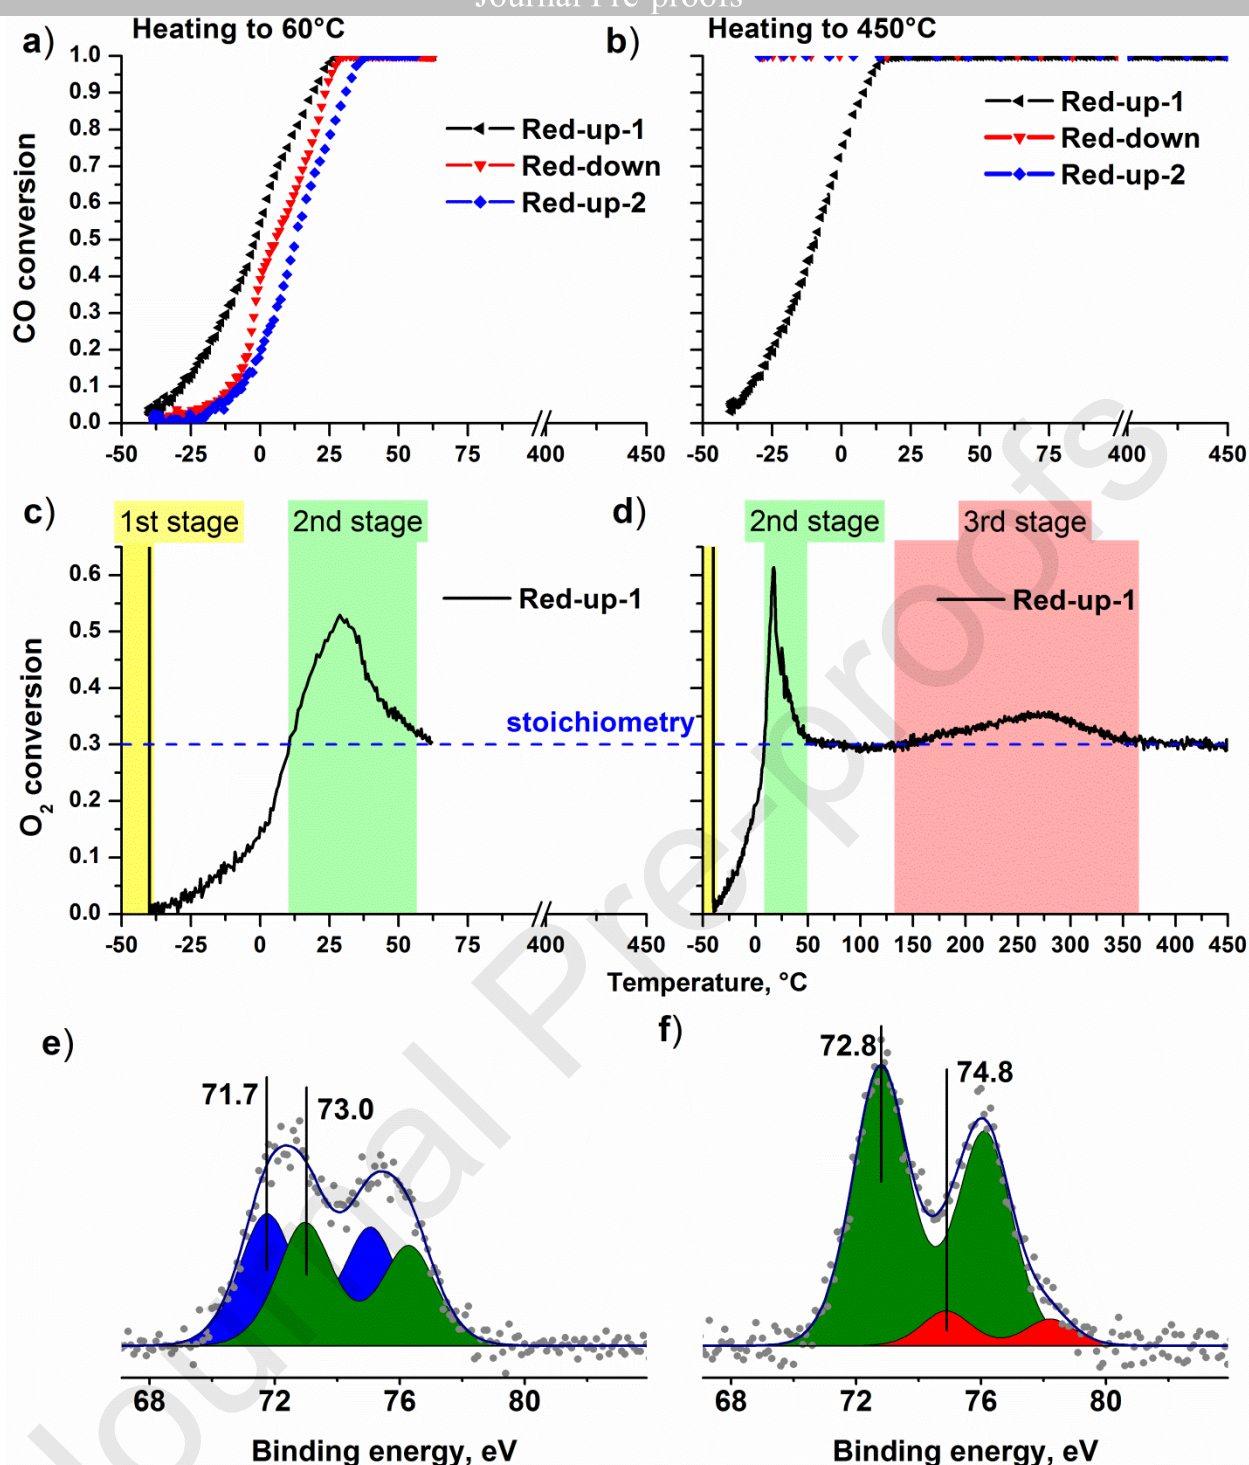 Journal Pre-proofs
a) Heating to 60°C
b) Heating to 450°C
1.0
0.9
0.8
0.7
0.6
0.5
0.4
0.3
0.2
0.1
0.0
CO conversion
Red-up-1
Red-down
Red-up-2
-50 -25 0 25 50 75 400 450
Red-up-1
Red-down
Red-up-2
-50 -25 0 25 50 75 400 450
c) 1st stage 2nd stage
0.6
0.5
0.4
0.3
0.2
0.1
0.0
O2 conversion
Red-up-1
stoichiometry
-50 -25 0 25 50 75 400 450
d) 2nd stage 3rd stage
Red-up-1
-50 0 50 100 150 200 250 300 350 400 450
Temperature, °C
e)
71.7
73.0
68 72 76 80
Binding energy, eV
f)
72.8
74.8
68 72 76 80
Binding energy, eV
Journal Pre-proofs